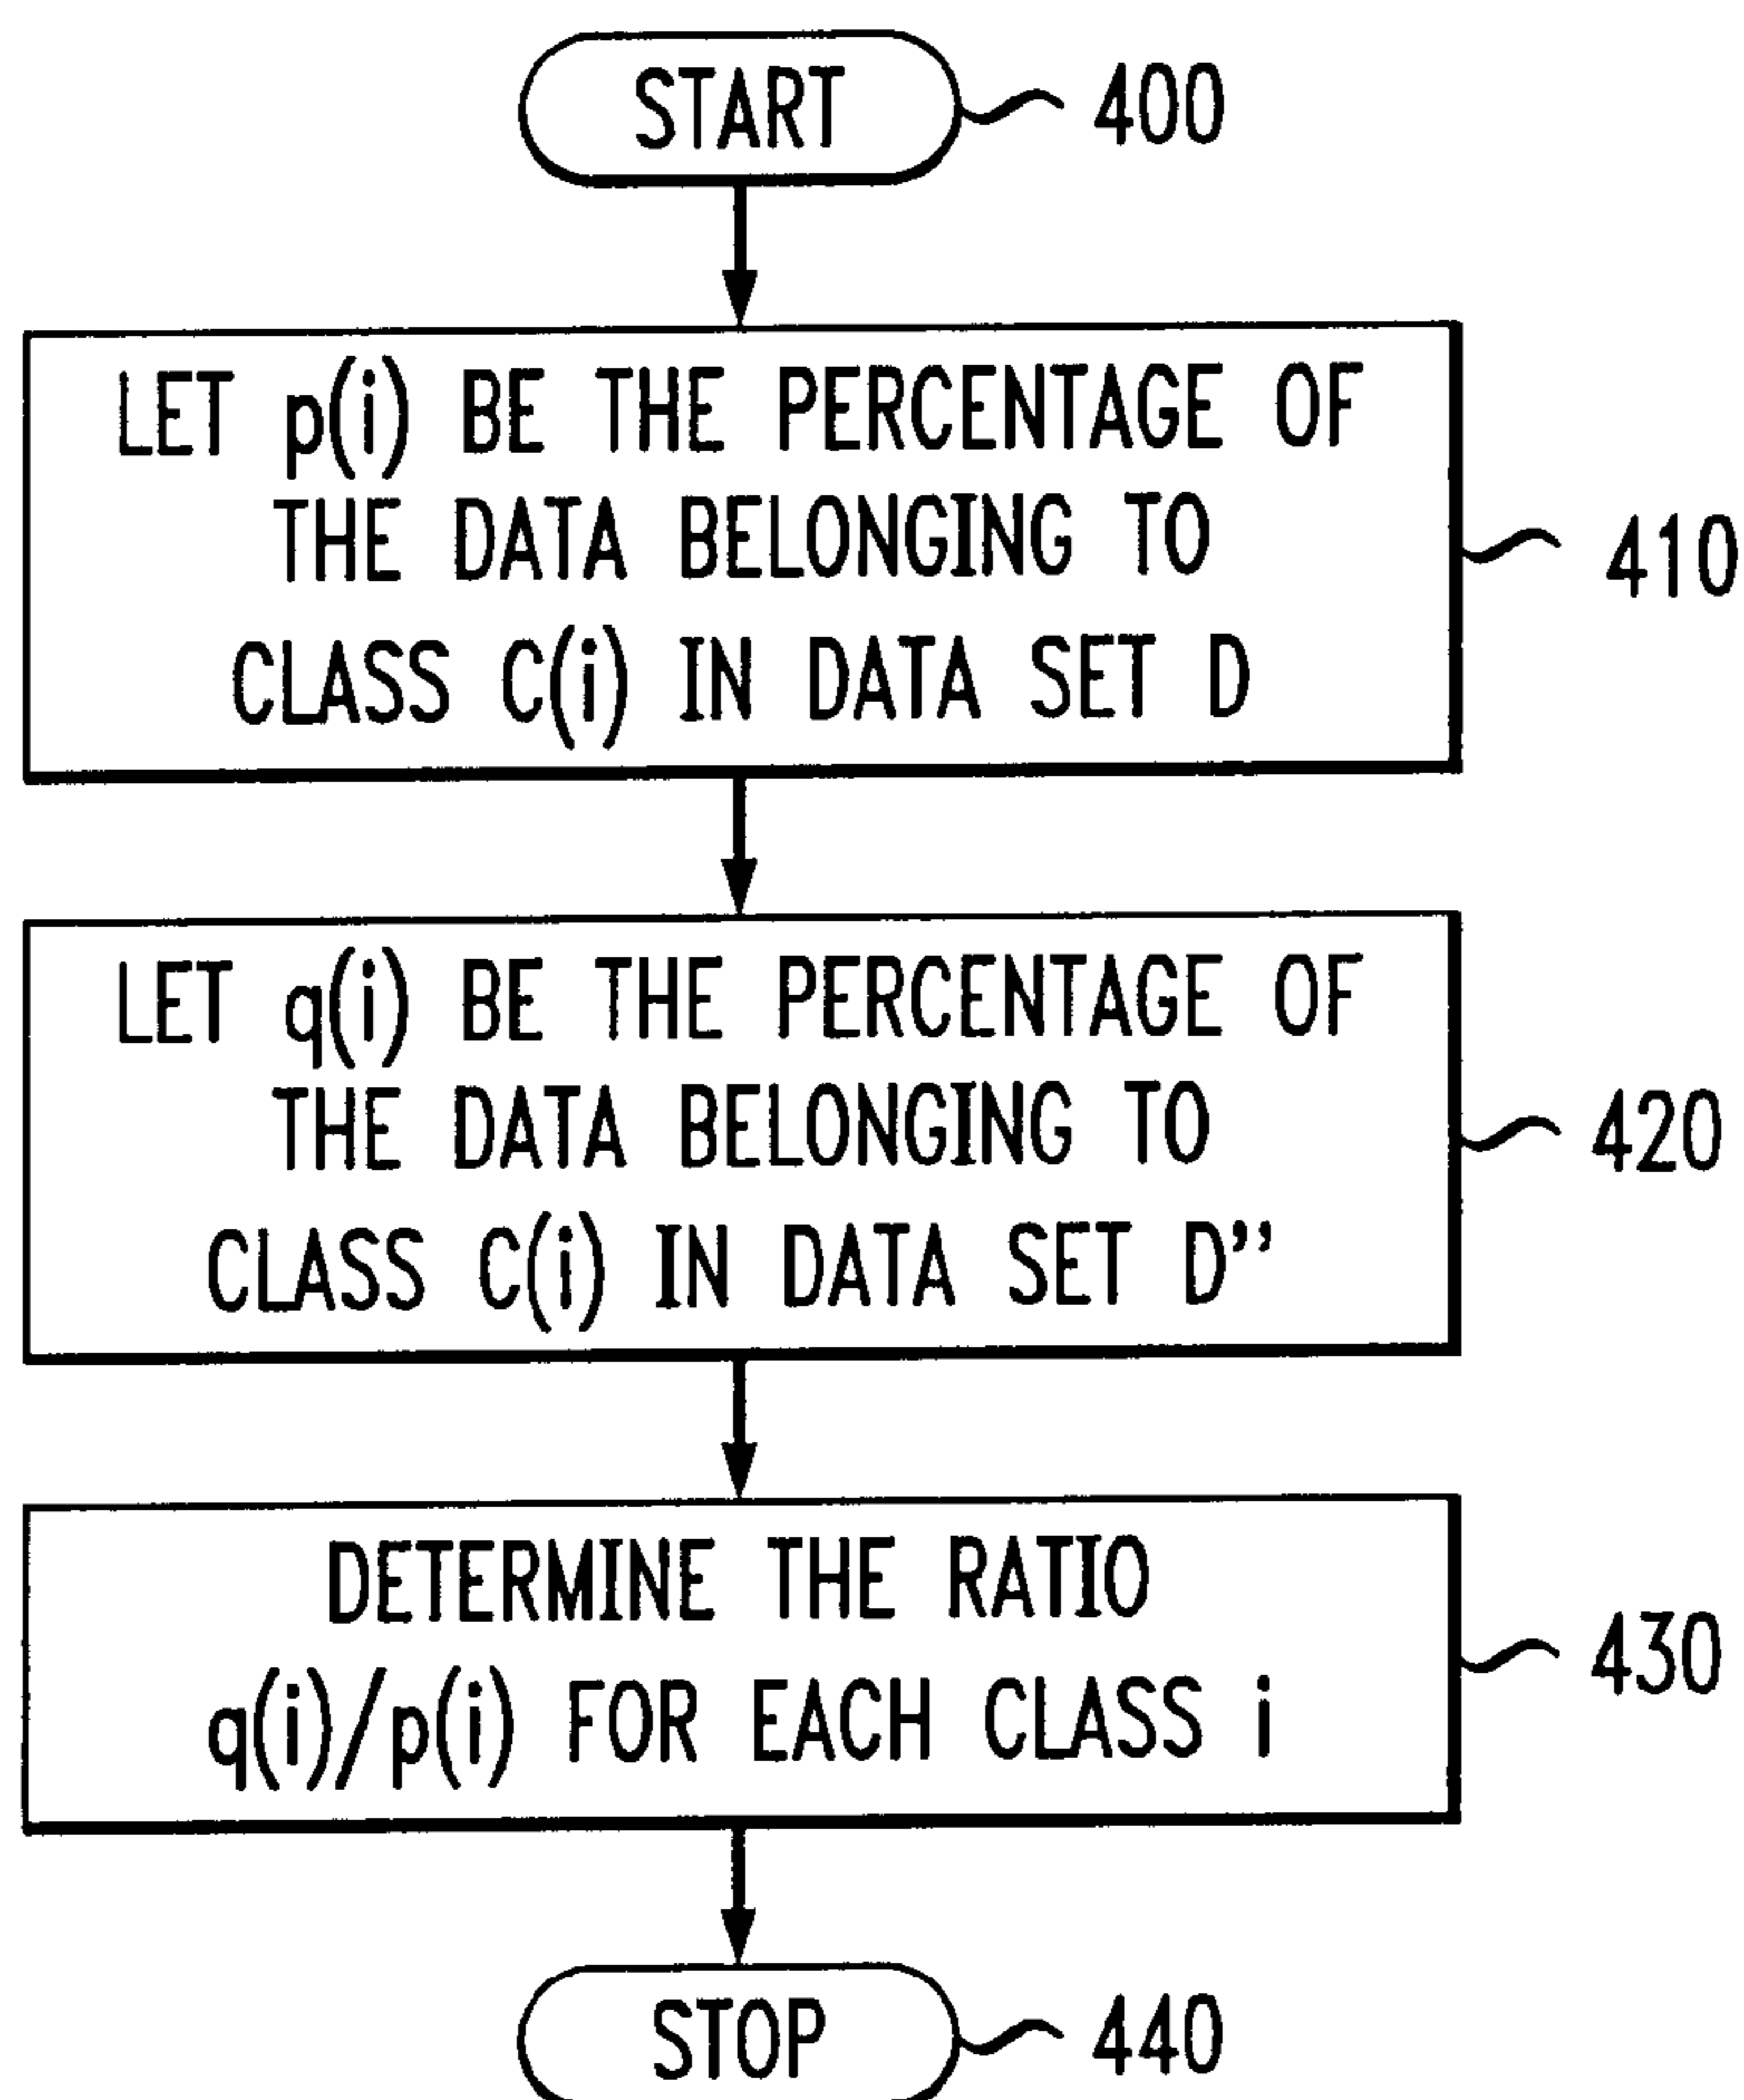 START
400
LET p(i) BE THE PERCENTAGE OF
THE DATA BELONGING TO
CLASS C(i) IN DATA SET D
410
LET q(i) BE THE PERCENTAGE OF
THE DATA BELONGING TO
CLASS C(i) IN DATA SET D”
420
DETERMINE THE RATIO
q(i)/p(i) FOR EACH CLASS i
430
STOP
440